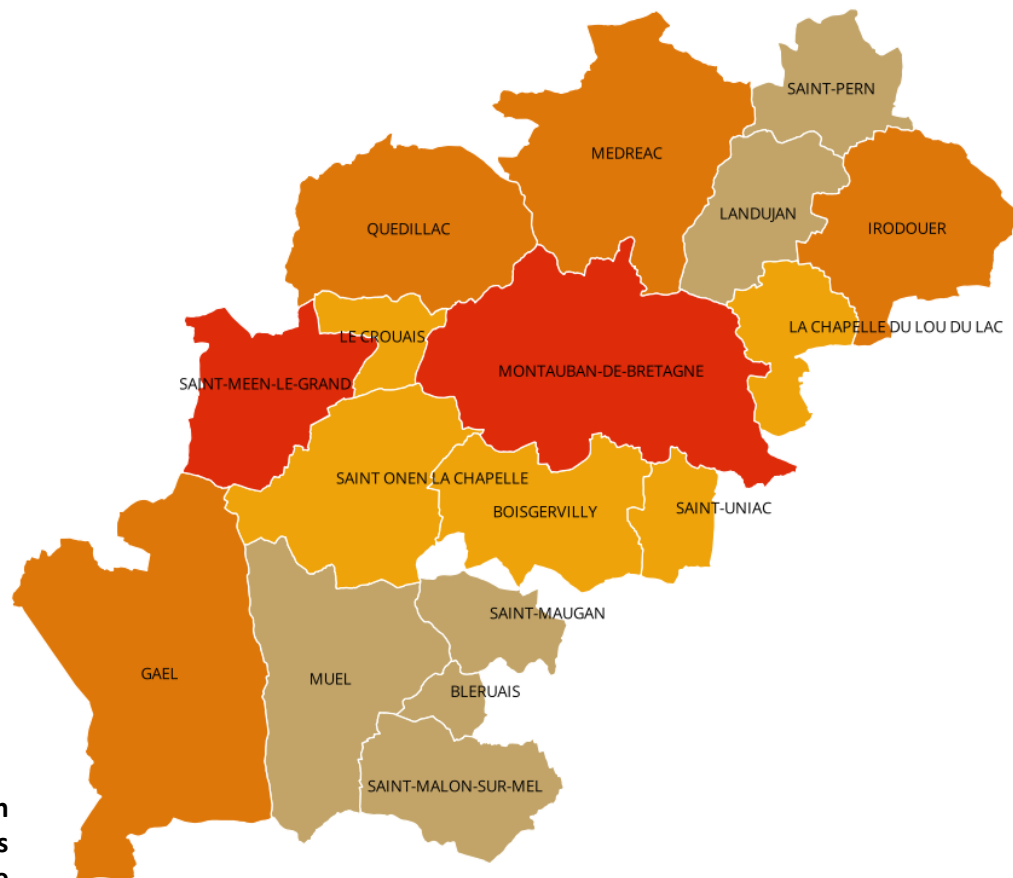 SAINT-PERN
MEDREAC
LANDUJAN
QUEDILLAC
IRODOUER
LA CHAPELLE DU LOU DU LAC
LE CROUAIS
MONTAUBAN-DE-BRETAGNE
SAINT-MEEN-LE-GRAND
SAINT ONEN LA CHAPELLE
BOISGERVILLY
SAINT-UNIAC
SAINT-MAUGAN
GAEL
MUEL
BLERUAIS
SAINT-MALON-SUR-MEL
n
s